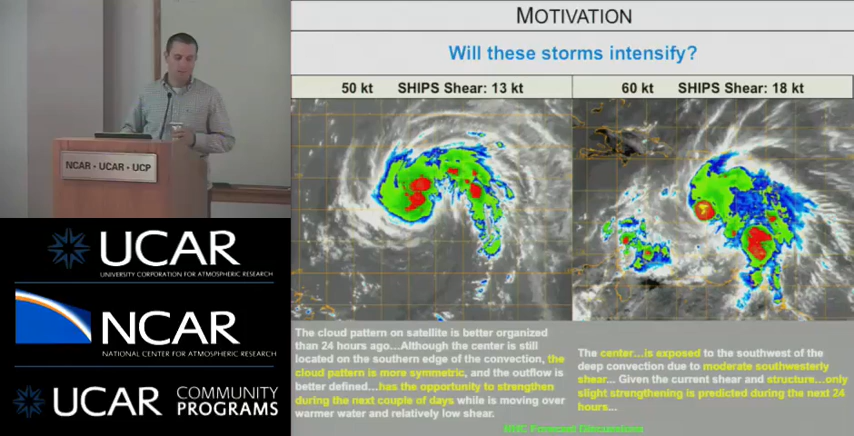 MOTIVATION
Will these storms intensify?
50 kt SHIPS Shear: 13 kt
60 kt SHIPS Shear: 18 kt
NCAR • UCAR • UCP
UCAR
UNIVERSITY CORPORATION FOR ATMOSPHERIC RESEARCH
NCAR
NATIONAL CENTER FOR ATMOSPHERIC RESEARCH
UCAR COMMUNITY
PROGRAMS
The cloud pattern on satellite is better organized
than 24 hours ago...Although the center is still
located on the southern edge of the convection, the
cloud pattern is more symmetric, and the outflow is
better defined...has the opportunity to strengthen
during the next couple of days while is moving over
warmer water and relatively low shear.
The center...is exposed to the southwest of the
deep convection due to moderate southwesterly
shear... Given the current shear and structure...only
slight strengthening is predicted during the next 24
hours...
NHC Forecast Discussions